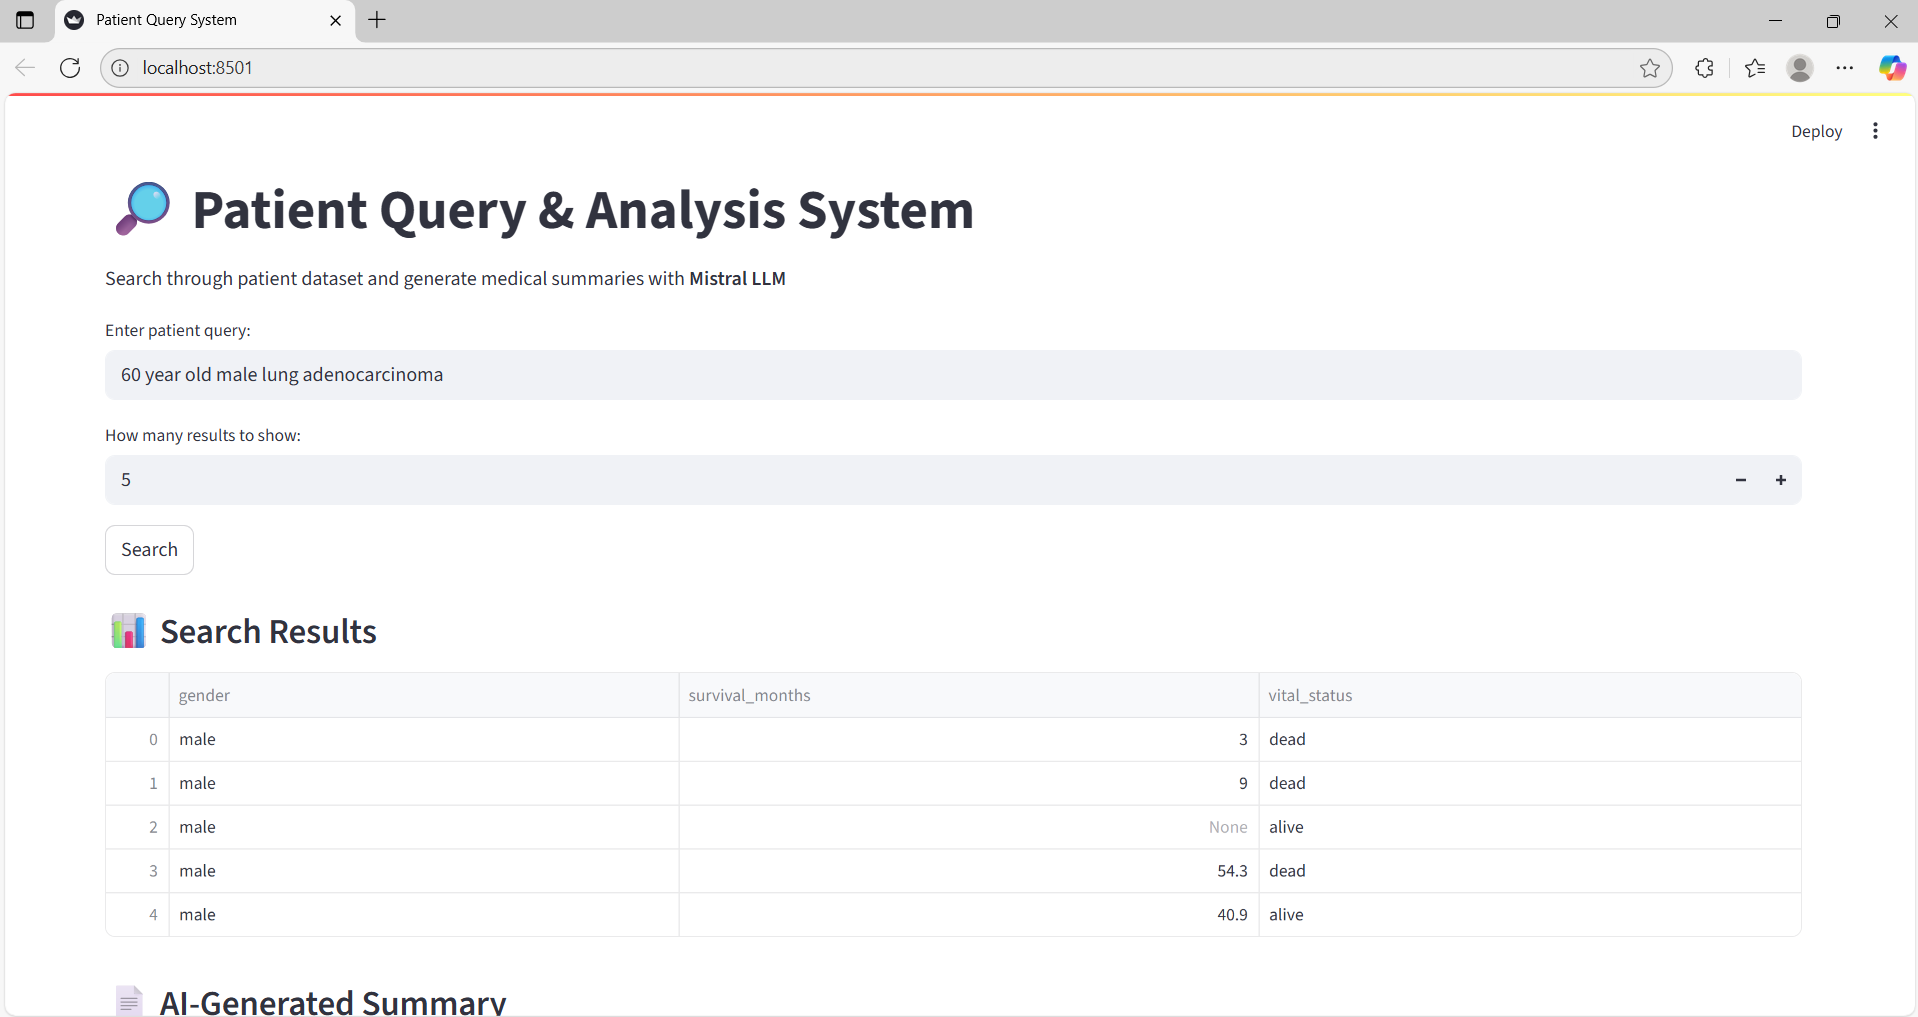 Patient Query System
localhost:8501
Deploy
Patient Query & Analysis System
Search through patient dataset and generate medical summaries with Mistral LLM
Enter patient query:
60 year old male lung adenocarcinoma
How many results to show:
5
Search
Search Results
gender survival_months vital_status
0 male 3 dead
1 male 9 dead
2 male None alive
3 male 54.3 dead
4 male 40.9 alive
AI-Generated Summary